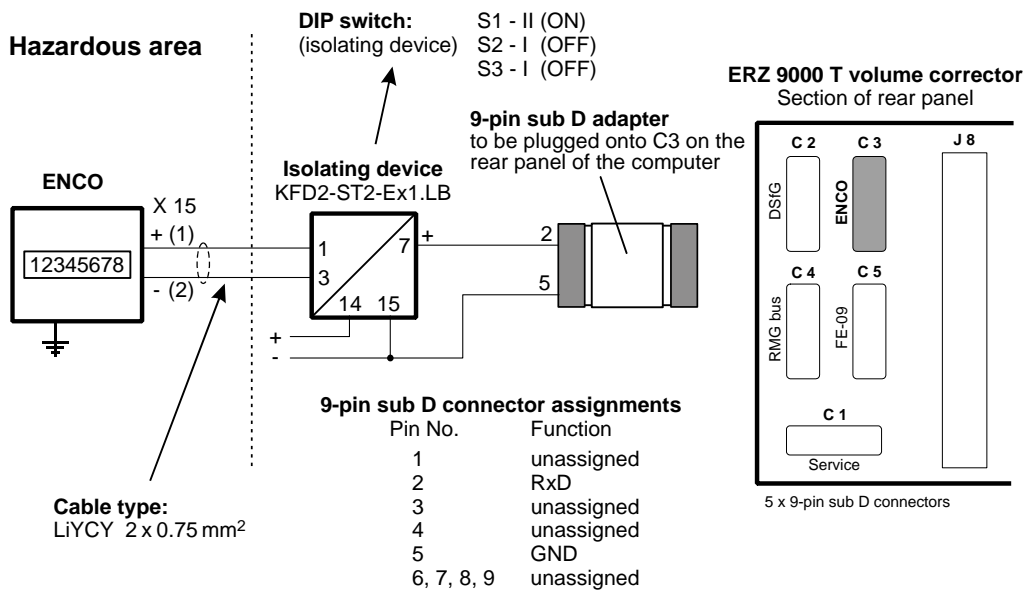 DIP switch:
(isolating device)
S1 - II (ON)
S2 - I (OFF)
S3 - I (OFF)
Hazardous area
ERZ 9000 T volume corrector
Section of rear panel
9-pin sub D adapter
to be plugged onto C3 on the
rear panel of the computer
C 2
C 3
J 8
DSfG
ENCO
C 4
C 5
RMG bus
FE-09
C 1
Service
5 x 9-pin sub D connectors
Isolating device
KFD2-ST2-Ex1.LB
ENCO
X 15
+ (1)
12345678
- (2)
1
3
7
+
14
15
+
-
2
5
9-pin sub D connector assignments
Pin No. Function
1 unassigned
2 RxD
3 unassigned
4 unassigned
5 GND
6, 7, 8, 9 unassigned
Cable type:
LiYCY 2 x 0.75 mm²